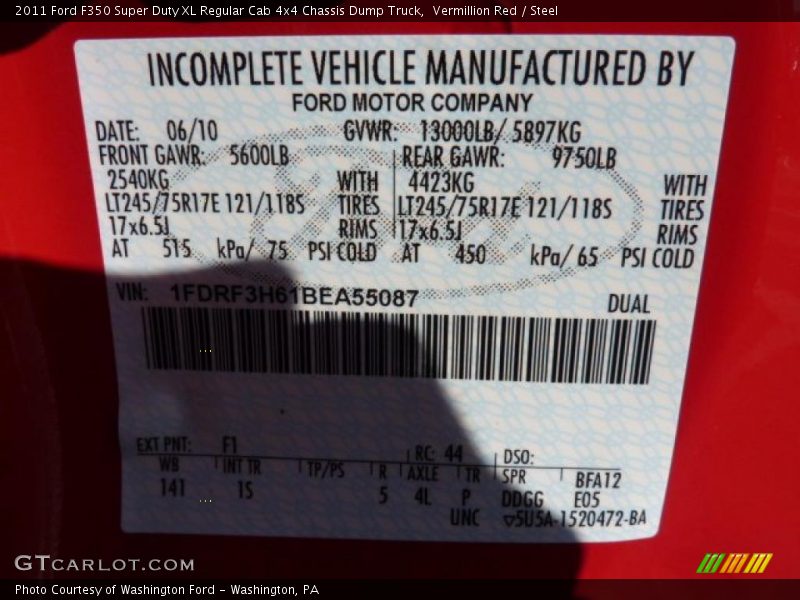 2011 Ford F350 Super Duty XL Regular Cab 4x4 Chassis Dump Truck,  Vermillion Red / Steel
INCOMPLETE VEHICLE MANUFACTURED BY
FORD MOTOR COMPANY
DATE: 06/10 GVWR: 13000LB/ 5897KG
FRONT GAWR: 5600LB REAR GAWR: 9750LB
2540KG WITH 4423KG WITH
LT245/75R17E 121/118S TIRES LT245/75R17E 121/118S TIRES
17x6.5J RIMS 17x6.5J RIMS
AT 515 kPa/ 75 PSI COLD AT 450 kPa/ 65 PSI COLD
VIN: 1FDRF3H61BEA55087 DUAL
EXT PNT: F1 RC: 44 DSO:
WB INT TR TP/PS R AXLE TR SPR BFA12
141 1S 5 4L P DDGG E05
UNC 5U5A-1520472-BA
GTCARLOT.COM
Photo Courtesy of Washington Ford - Washington, PA